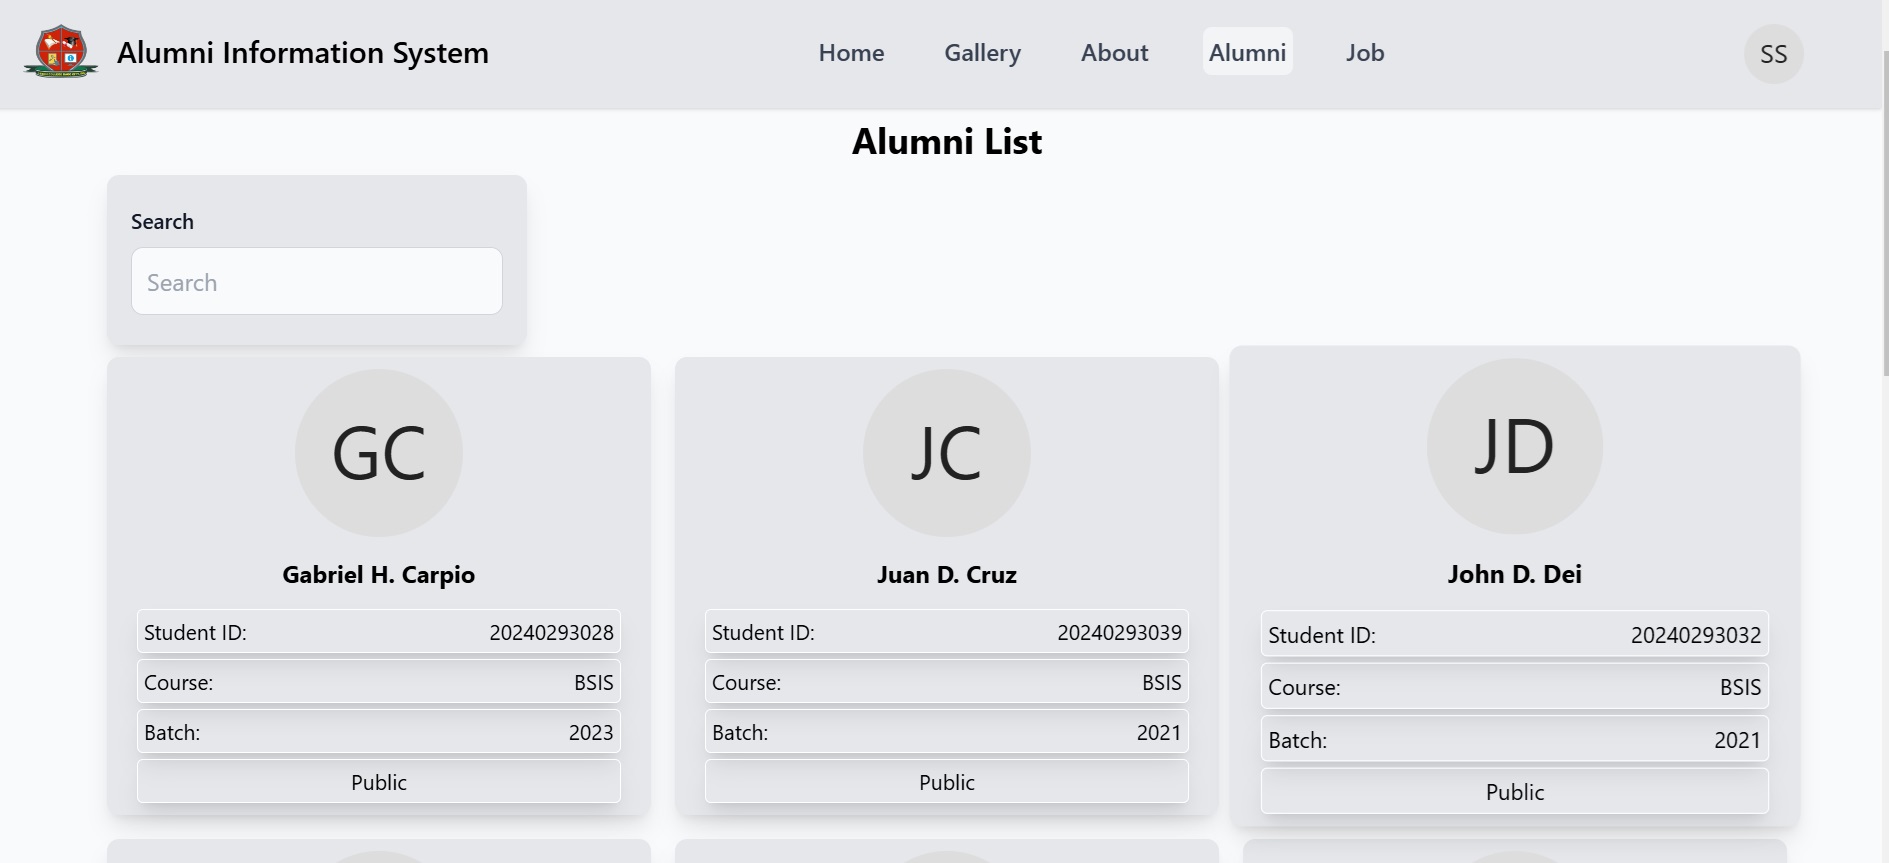 Alumni Information System
Home
Gallery
About
Alumni
Job
SS
Alumni List
Search
Search
GC
Gabriel H. Carpio
Student ID: 20240293028
Course: BSIS
Batch: 2023
Public
JC
Juan D. Cruz
Student ID: 20240293039
Course: BSIS
Batch: 2021
Public
JD
John D. Dei
Student ID: 20240293032
Course: BSIS
Batch: 2021
Public